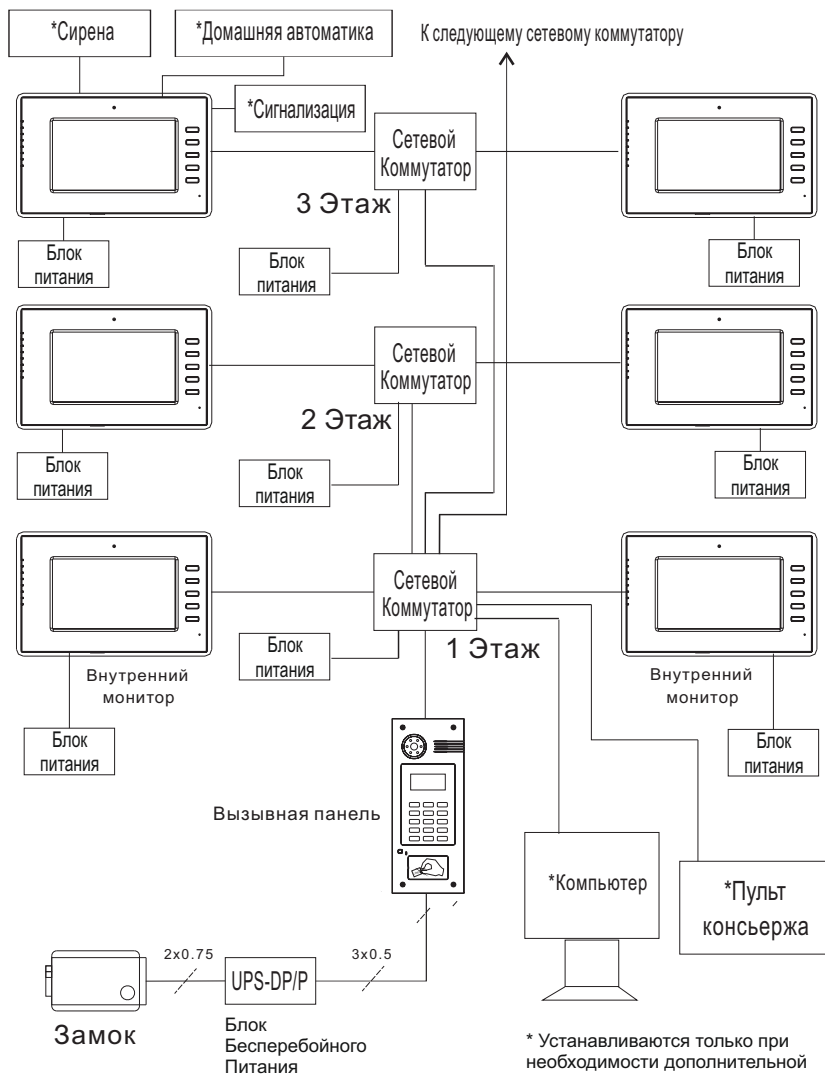 *Сирена
*Домашняя автоматика
К следующему сетевому коммутатору
*Сигнализация
Сетевой
Коммутатор
3 Этаж
Блок
питания
Блок
питания
Блок
питания
Сетевой
Коммутатор
2 Этаж
Блок
питания
Блок
питания
Блок
питания
Сетевой
Коммутатор
1 Этаж
Блок
питания
Внутренний
монитор
Внутренний
монитор
Блок
питания
Блок
питания
Вызывная панель
*Компьютер
*Пульт
консьержа
2x0.75
3x0.5
UPS-DP/P
Замок
Блок
Бесперебойного
Питания
* Устанавливаются только при
необходимости дополнительной